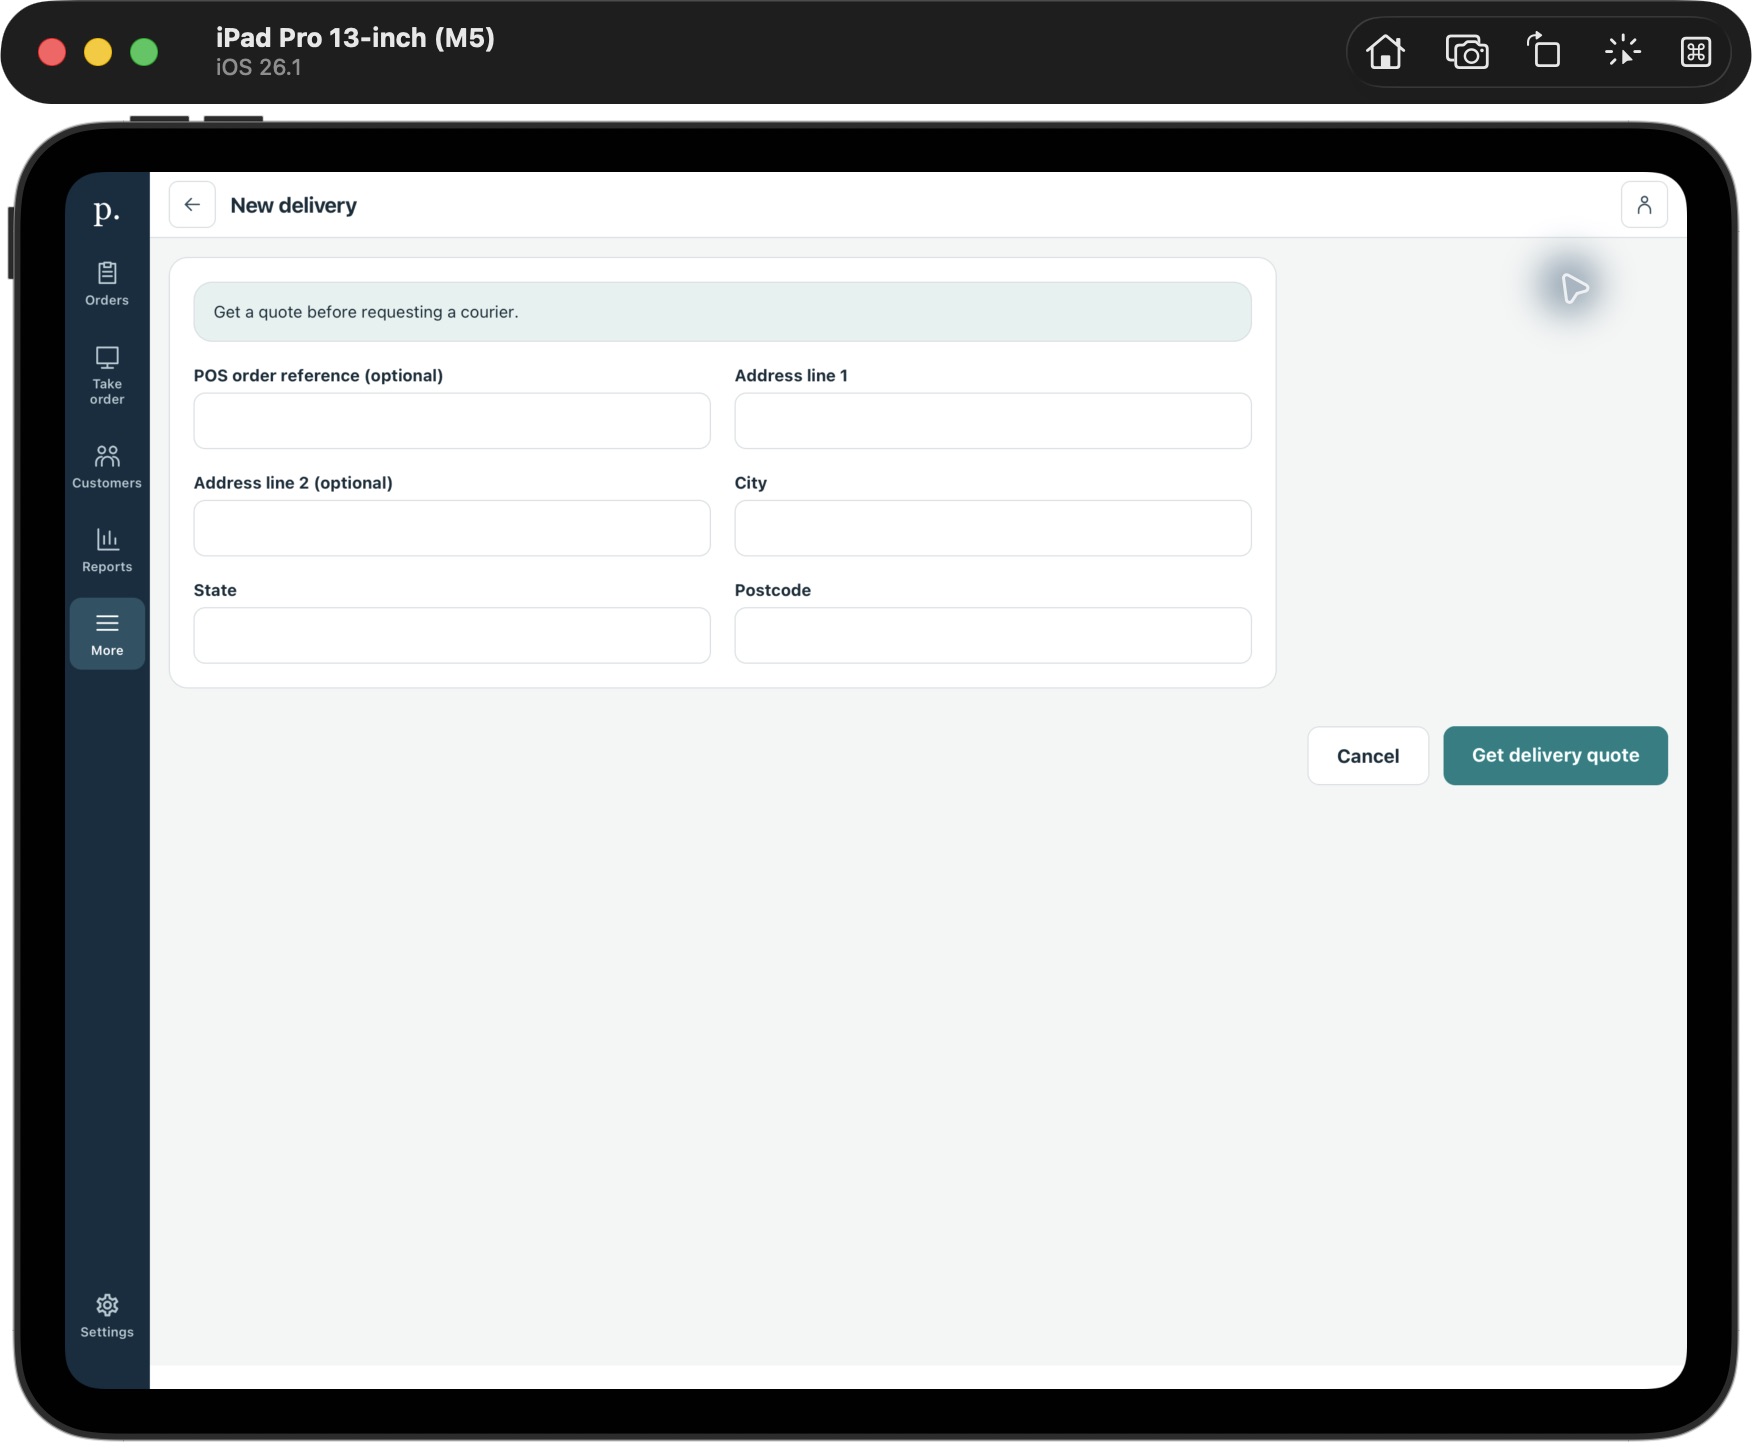 iPad Pro 13-inch (M5)
iOS 26.1
p.
New delivery
Orders
Take
order
Customers
Reports
More
Settings
Get a quote before requesting a courier.
POS order reference (optional)
Address line 1
Address line 2 (optional)
City
State
Postcode
Cancel
Get delivery quote